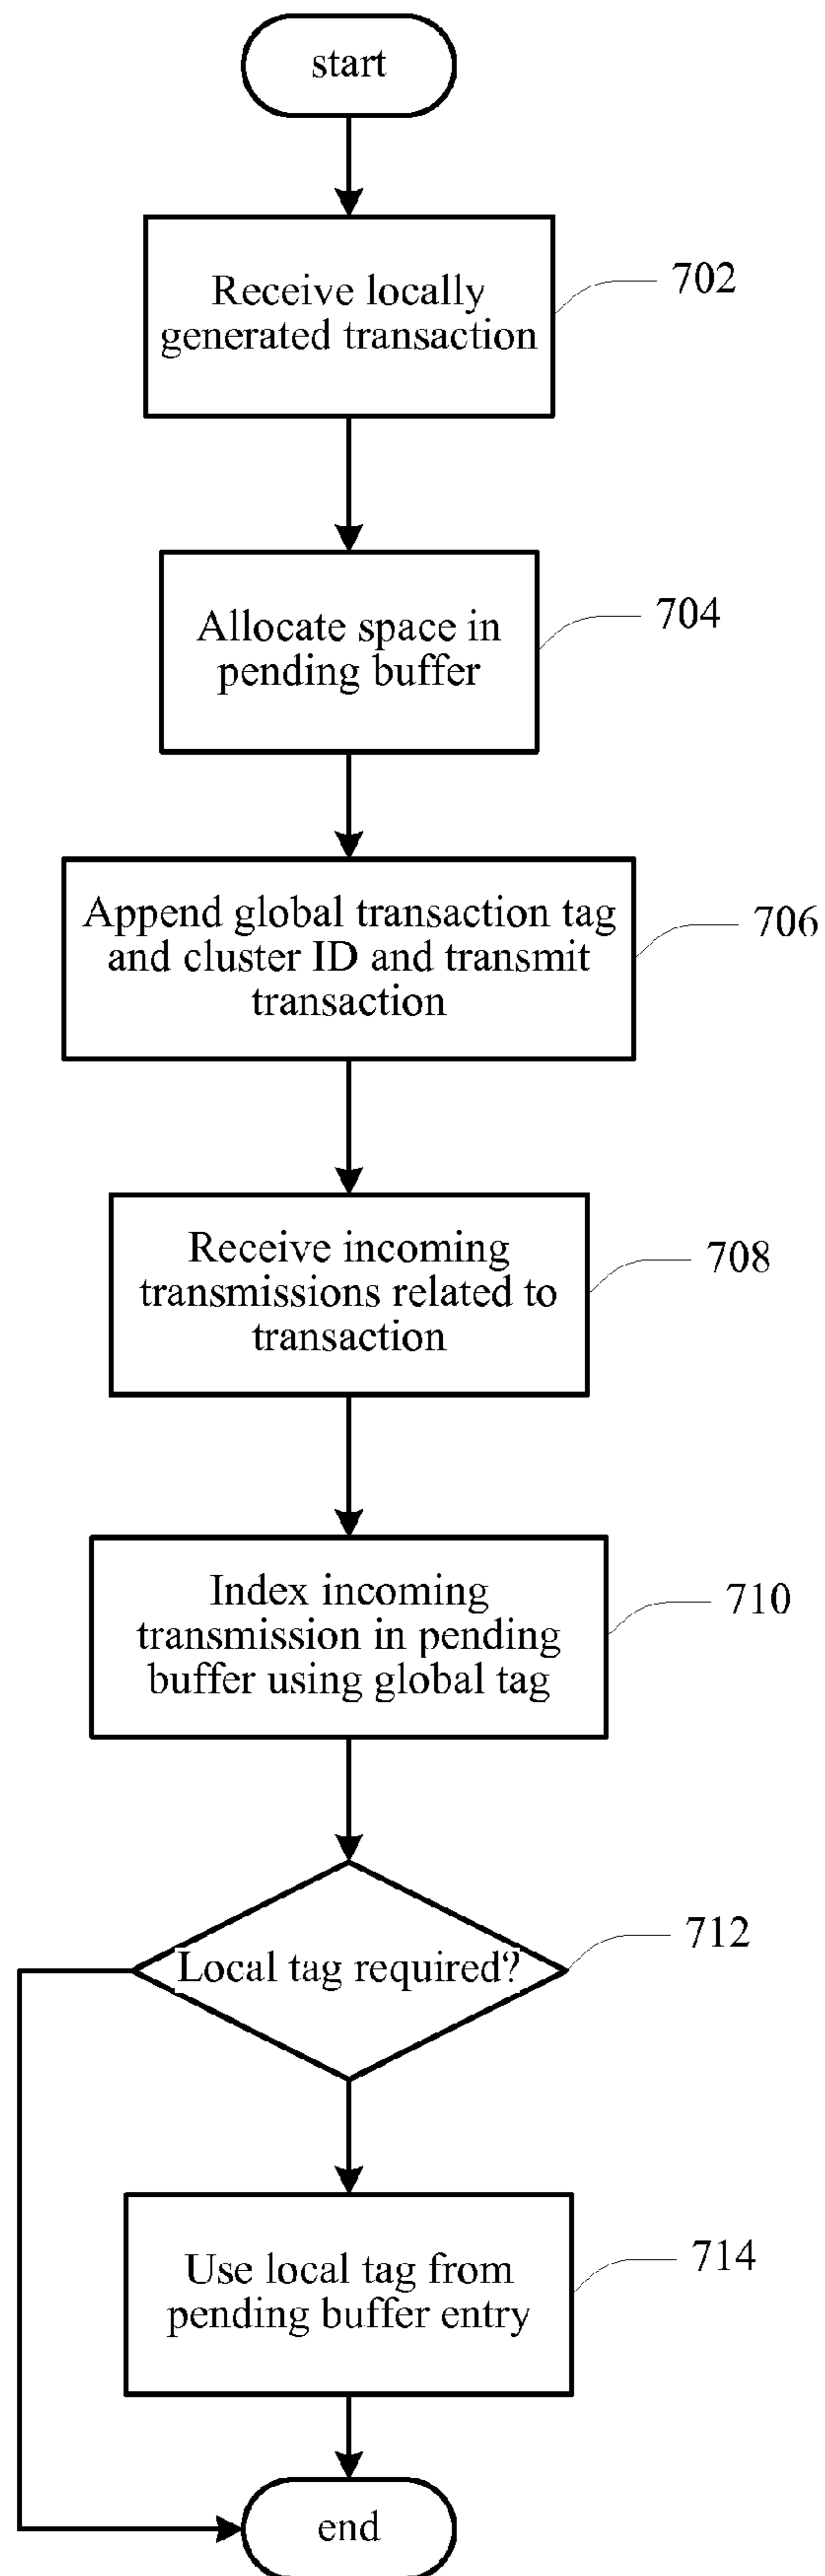 start
Receive locally
generated transaction
702
Allocate space in
pending buffer
704
Append global transaction tag
and cluster ID and transmit
transaction
706
Receive incoming
transmissions related to
transaction
708
Index incoming
transmission in pending
buffer using global tag
710
Local tag required?
712
Use local tag from
pending buffer entry
714
end